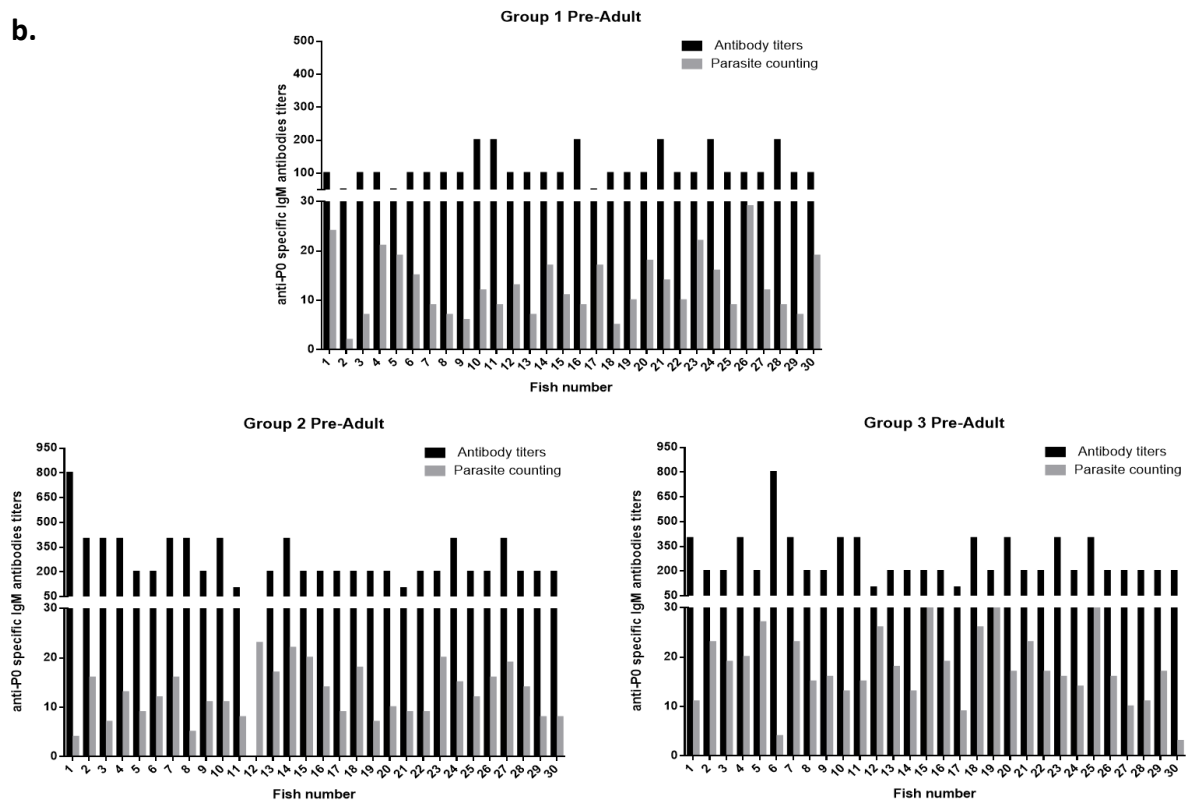 b.
Group 1 Pre-Adult
Antibody titers
Parasite counting
anti-P0 specific IgM antibodies titers
500
400
300
200
100
30
20
10
0
1 2 3 4 5 6 7 8 9 10 11 12 13 14 15 16 17 18 19 20 21 22 23 24 25 26 27 28 29 30
Fish number
Group 2 Pre-Adult
Antibody titers
Parasite counting
anti-P0 specific IgM antibodies titers
950
800
650
500
350
200
50
30
20
10
0
1 2 3 4 5 6 7 8 9 10 11 12 13 14 15 16 17 18 19 20 21 22 23 24 25 26 27 28 29 30
Fish number
Group 3 Pre-Adult
Antibody titers
Parasite counting
anti-P0 specific IgM antibodies titers
950
800
650
500
350
200
50
30
20
10
0
1 2 3 4 5 6 7 8 9 10 11 12 13 14 15 16 17 18 19 20 21 22 23 24 25 26 27 28 29 30
Fish number